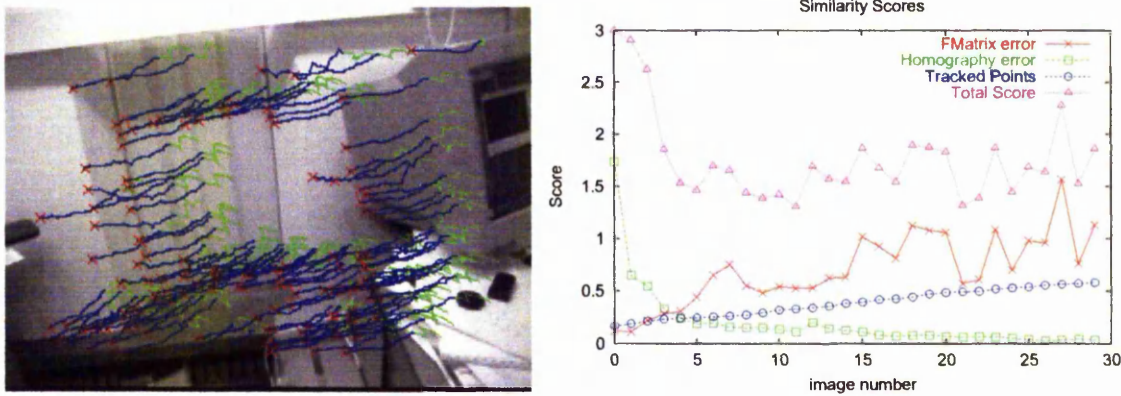 Similarity Scores
3
2.5
2
1.5
1
0.5
0
Score
FMatrix error
Homography error
Tracked Points
Total Score
0 5 10 15 20 25 30
image number